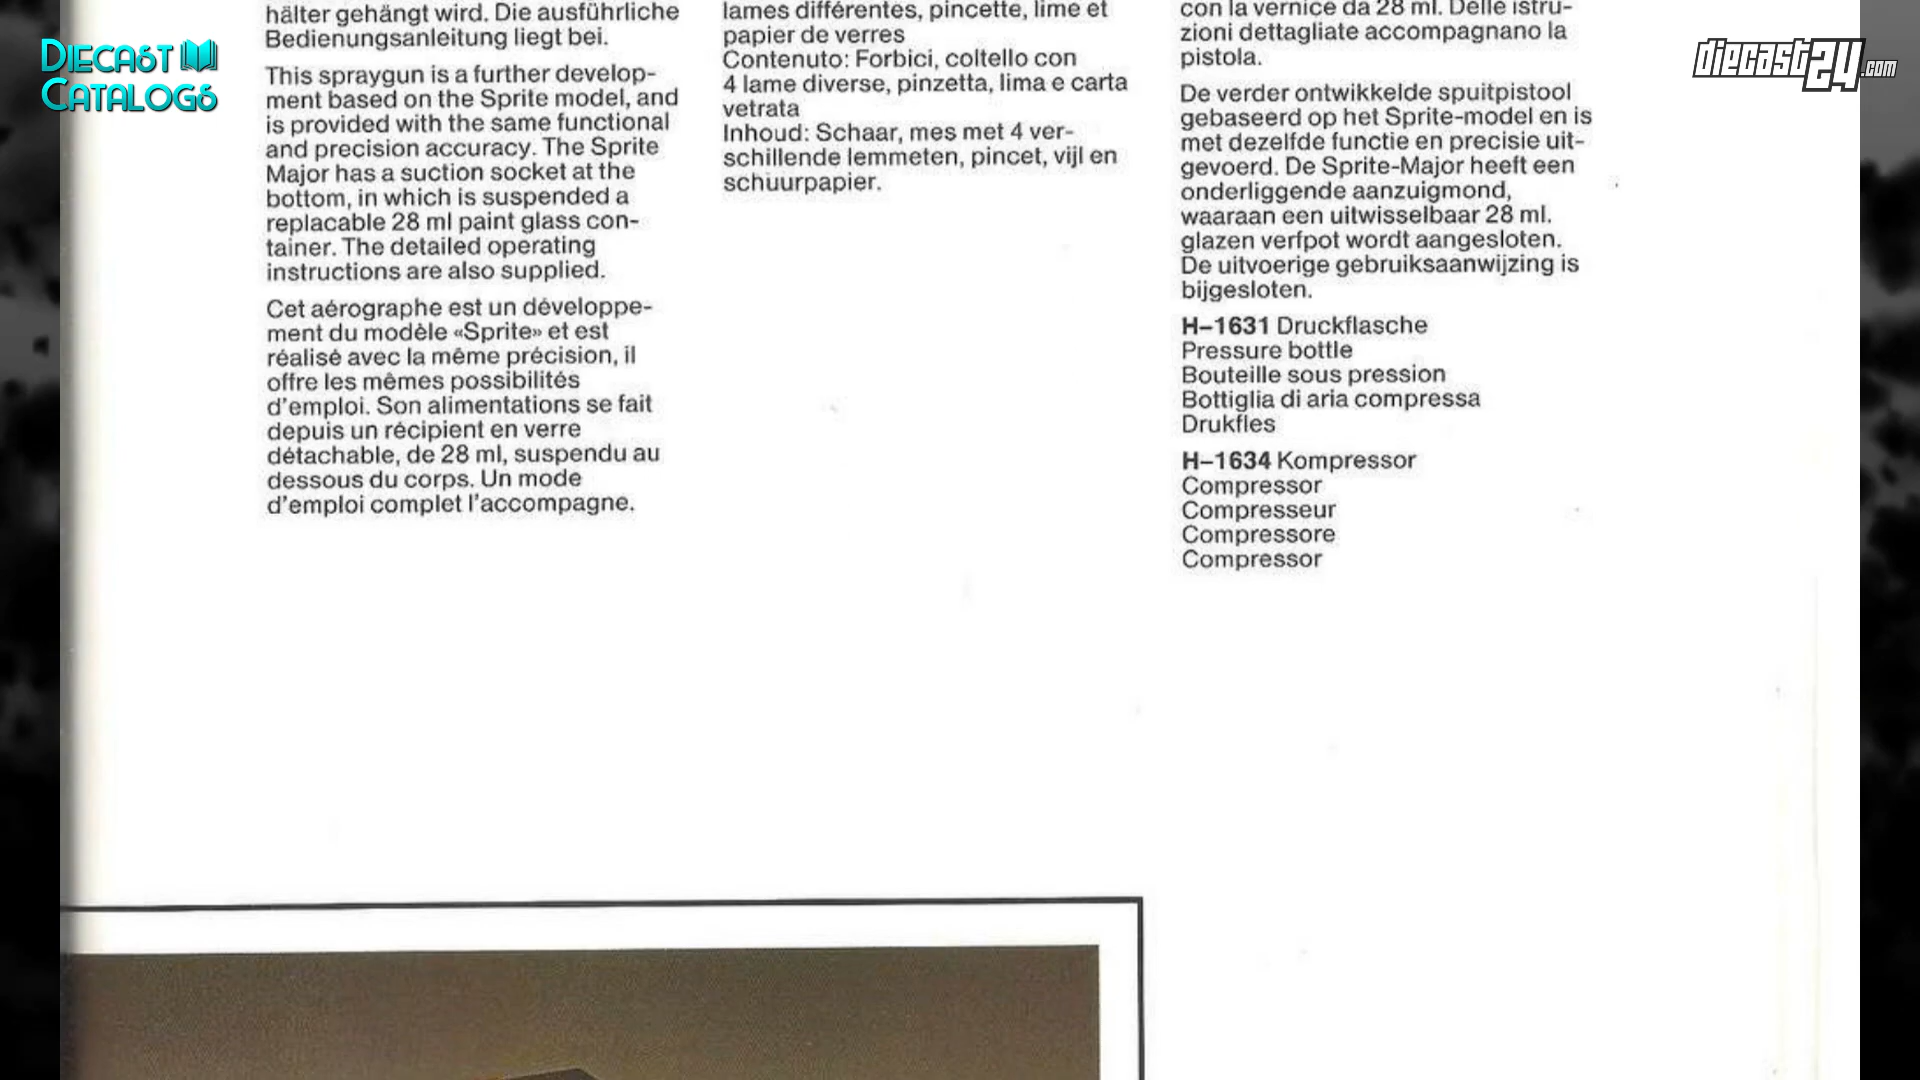 DIECAST
CATALOGS
diecast24.com
hälter gehängt wird. Die ausführliche
Bedienungsanleitung liegt bei.
This spraygun is a further develop-
ment based on the Sprite model, and
is provided with the same functional
and precision accuracy. The Sprite
Major has a suction socket at the
bottom, in which is suspended a
replacable 28 ml paint glass con-
tainer. The detailed operating
instructions are also supplied.
Cet aérographe est un développe-
ment du modèle «Sprite» et est
réalisé avec la même précision, il
offre les mêmes possibilités
d'emploi. Son alimentations se fait
depuis un récipient en verre
détachable, de 28 ml, suspendu au
dessous du corps. Un mode
d'emploi complet l'accompagne.
lames différentes, pincette, lime et
papier de verres
Contenuto: Forbici, coltello con
4 lame diverse, pinzetta, lima e carta
vetrata
Inhoud: Schaar, mes met 4 ver-
schillende lemmeten, pincet, vijl en
schuurpapier.
con la vernice da 28 ml. Delle istru-
zioni dettagliate accompagnano la
pistola.
De verder ontwikkelde spuitpistool
gebaseerd op het Sprite-model en is
met dezelfde functie en precisie uit-
gevoerd. De Sprite-Major heeft een
onderliggende aanzuigmond,
waaraan een uitwisselbaar 28 ml.
glazen verfpot wordt aangesloten.
De uitvoerige gebruiksaanwijzing is
bijgesloten.
H–1631 Druckflasche
Pressure bottle
Bouteille sous pression
Bottiglia di aria compressa
Drukfles
H–1634 Kompressor
Compressor
Compresseur
Compressore
Compressor